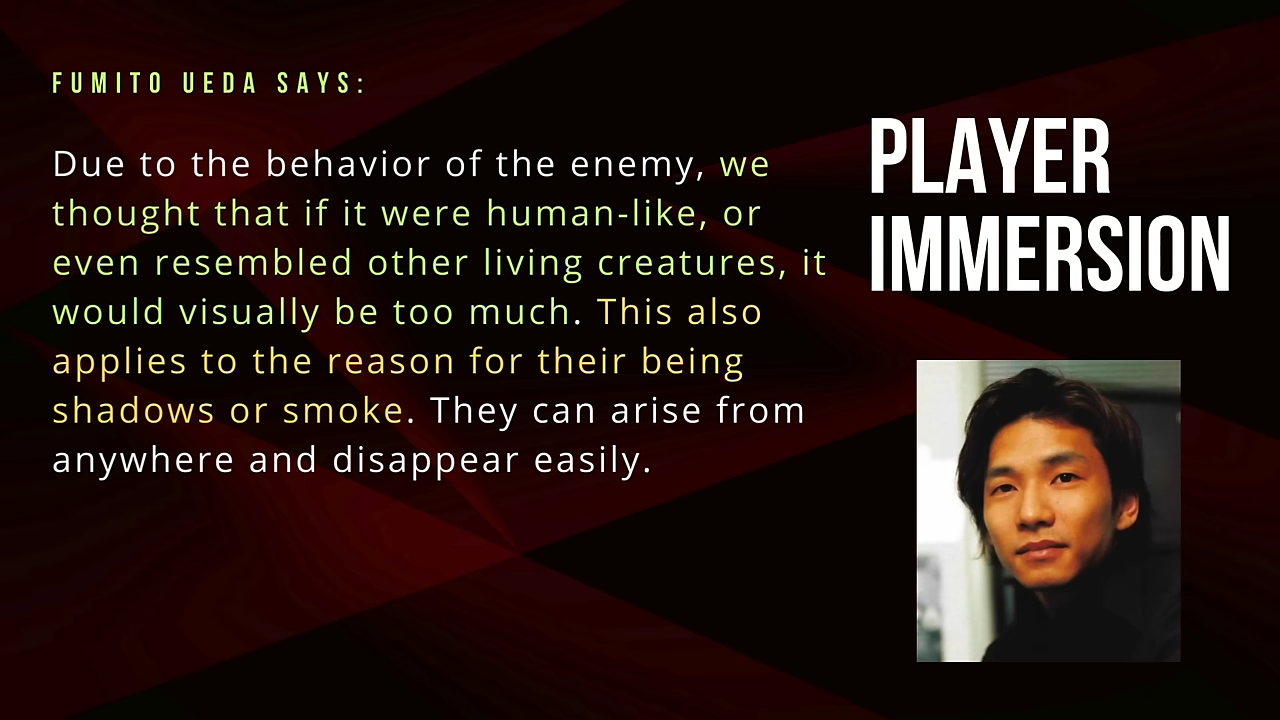 FUMITO UEDA SAYS:
Due to the behavior of the enemy, we
thought that if it were human-like, or
even resembled other living creatures, it
would visually be too much. This also
applies to the reason for their being
shadows or smoke. They can arise from
anywhere and disappear easily.
PLAYER
IMMERSION